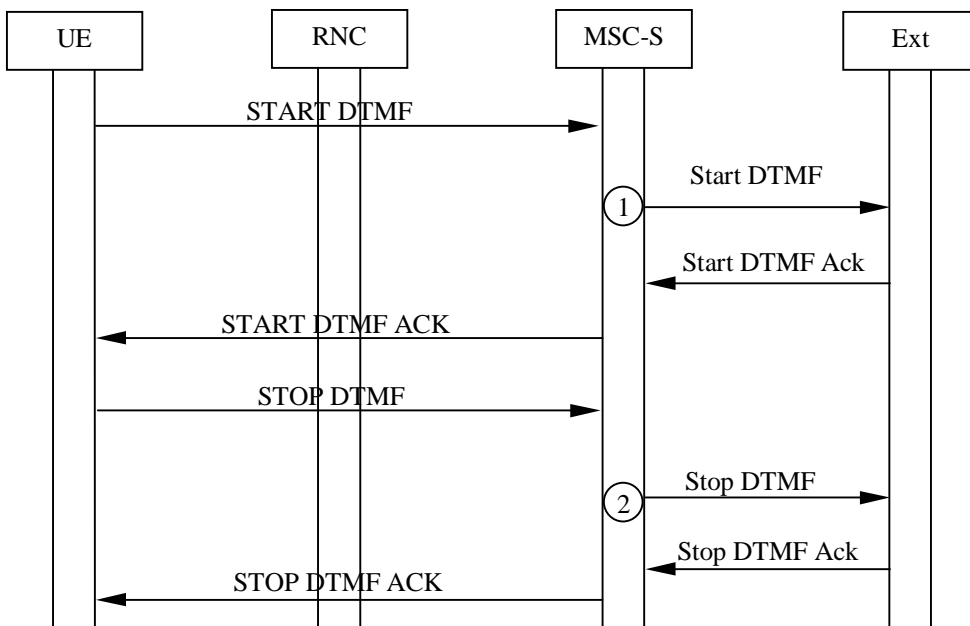 UE
RNC
MSC-S
Ext
START DTMF
Start DTMF
1
Start DTMF Ack
START DTMF ACK
STOP DTMF
Stop DTMF
2
Stop DTMF Ack
STOP DTMF ACK